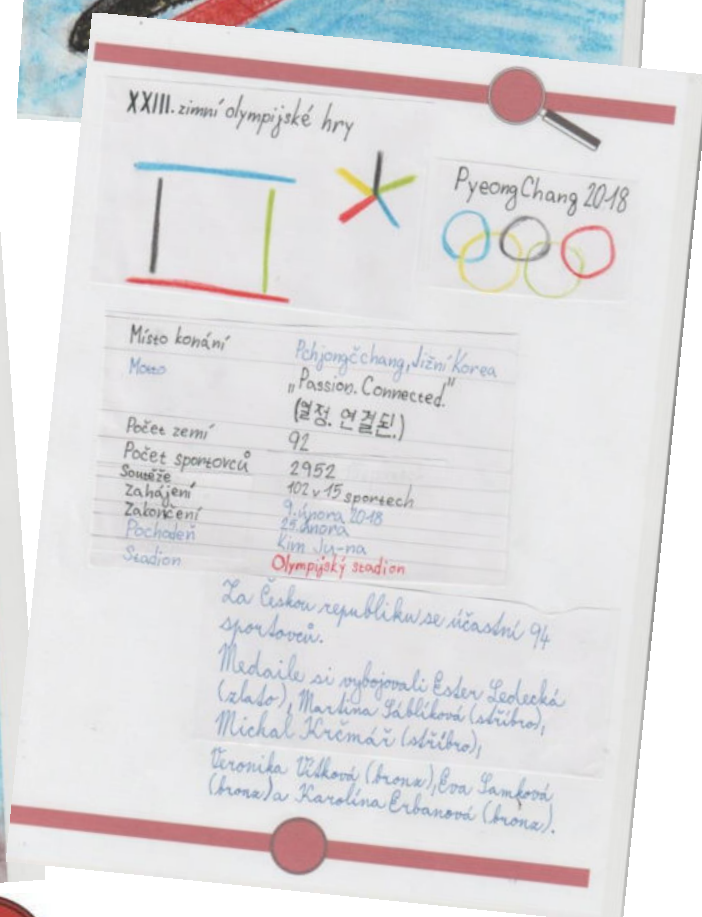 XXIII. zimní olympijské hry
PyeongChang 2018
Místo konání Pchjongčchang, Jižní Korea
Motto „Passion. Connected.“
(열정. 연결된.)
Počet zemí 92
Počet sportovců 2952
Soutěže 102 v 15 sportech
Zahájení 9. února 2018
Zakončení 25. února
Pochodeň Kim Ju-na
Stadion Olympijský stadion
Za Českou republiku se účastní 94
sportovců.
Medaile si vybojovali Ester Ledecká
(zlato), Martina Sáblíková (stříbro),
Michal Krčmář (stříbro),
Veronika Vítková (bronz), Eva Samková
(bronz) a Karolína Erbanová (bronz).